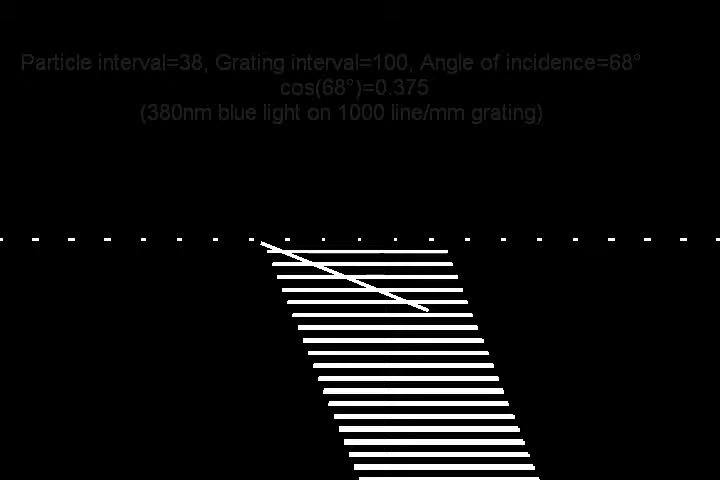 Particle interval=38, Grating interval=100, Angle of incidence=68°
cos(68°)=0.375
(380nm blue light on 1000 line/mm grating)